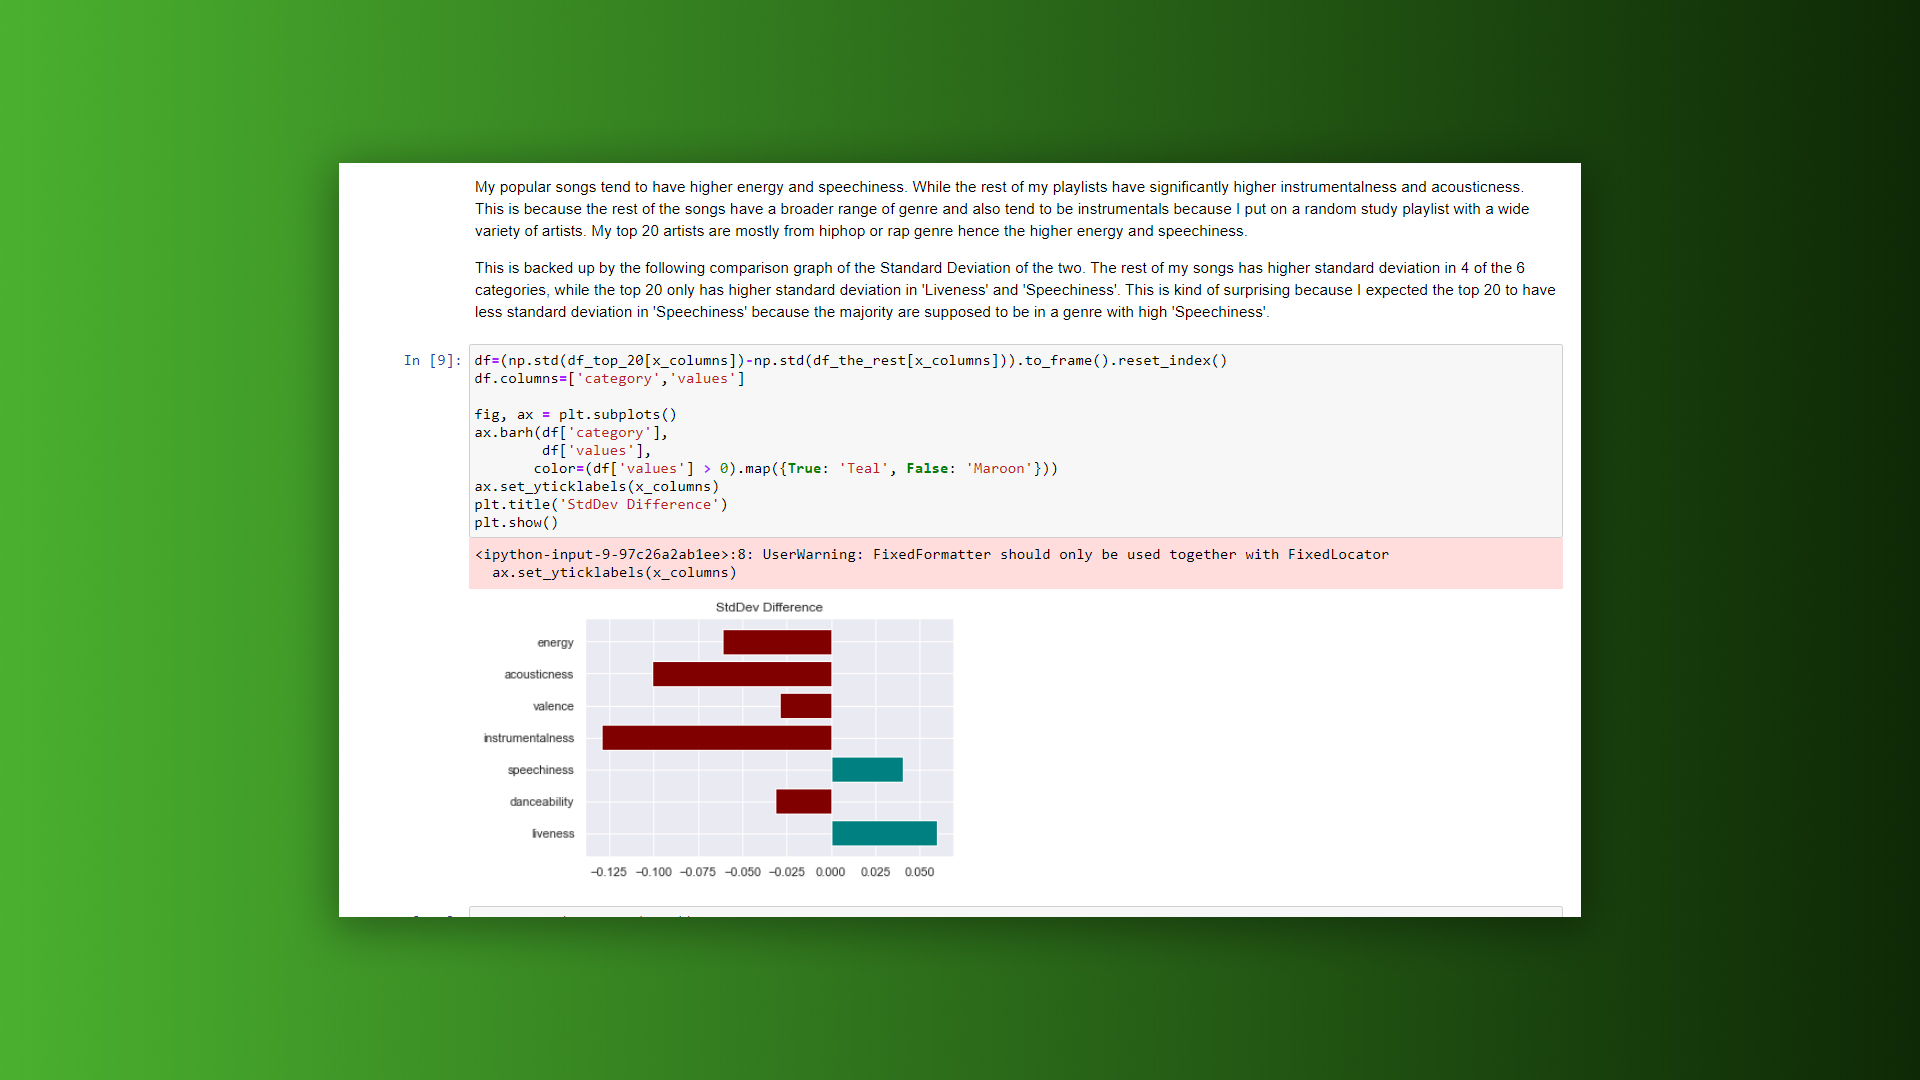 My popular songs tend to have higher energy and speechiness. While the rest of my playlists have significantly higher instrumentalness and acousticness.
This is because the rest of the songs have a broader range of genre and also tend to be instrumentals because I put on a random study playlist with a wide
variety of artists. My top 20 artists are mostly from hiphop or rap genre hence the higher energy and speechiness.
This is backed up by the following comparison graph of the Standard Deviation of the two. The rest of my songs has higher standard deviation in 4 of the 6
categories, while the top 20 only has higher standard deviation in 'Liveness' and 'Speechiness'. This is kind of surprising because I expected the top 20 to have
less standard deviation in 'Speechiness' because the majority are supposed to be in a genre with high 'Speechiness'.
In [9]: df=(np.std(df_top_20[x_columns])-np.std(df_the_rest[x_columns])).to_frame().reset_index()
df.columns=['category','values']
fig, ax = plt.subplots()
ax.barh(df['category'],
df['values'],
color=(df['values'] > 0).map({True: 'Teal', False: 'Maroon'}))
ax.set_yticklabels(x_columns)
plt.title('StdDev Difference')
plt.show()
<ipython-input-9-97c26a2ab1ee>:8: UserWarning: FixedFormatter should only be used together with FixedLocator
ax.set_yticklabels(x_columns)
StdDev Difference
energy
acousticness
valence
instrumentalness
speechiness
danceability
liveness
−0.125 −0.100 −0.075 −0.050 −0.025 0.000 0.025 0.050